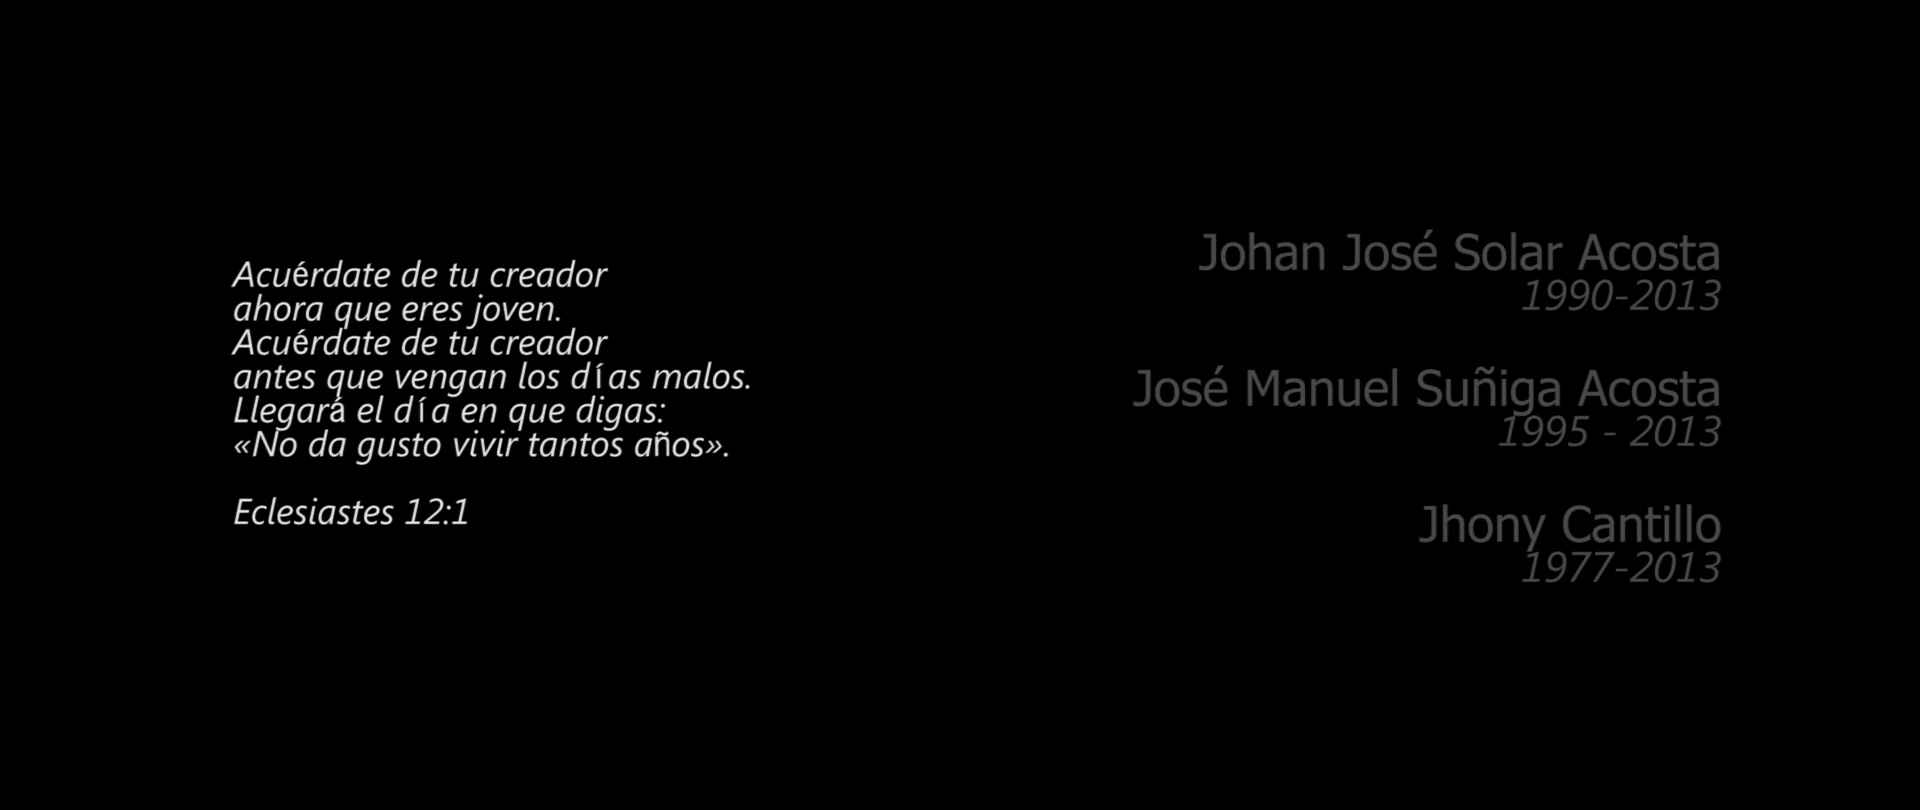 Acuérdate de tu creador
ahora que eres joven.
Acuérdate de tu creador
antes que vengan los días malos.
Llegará el día en que digas:
«No da gusto vivir tantos años».
Eclesiastes 12:1
Johan José Solar Acosta
1990-2013
José Manuel Suñiga Acosta
1995 - 2013
Jhony Cantillo
1977-2013